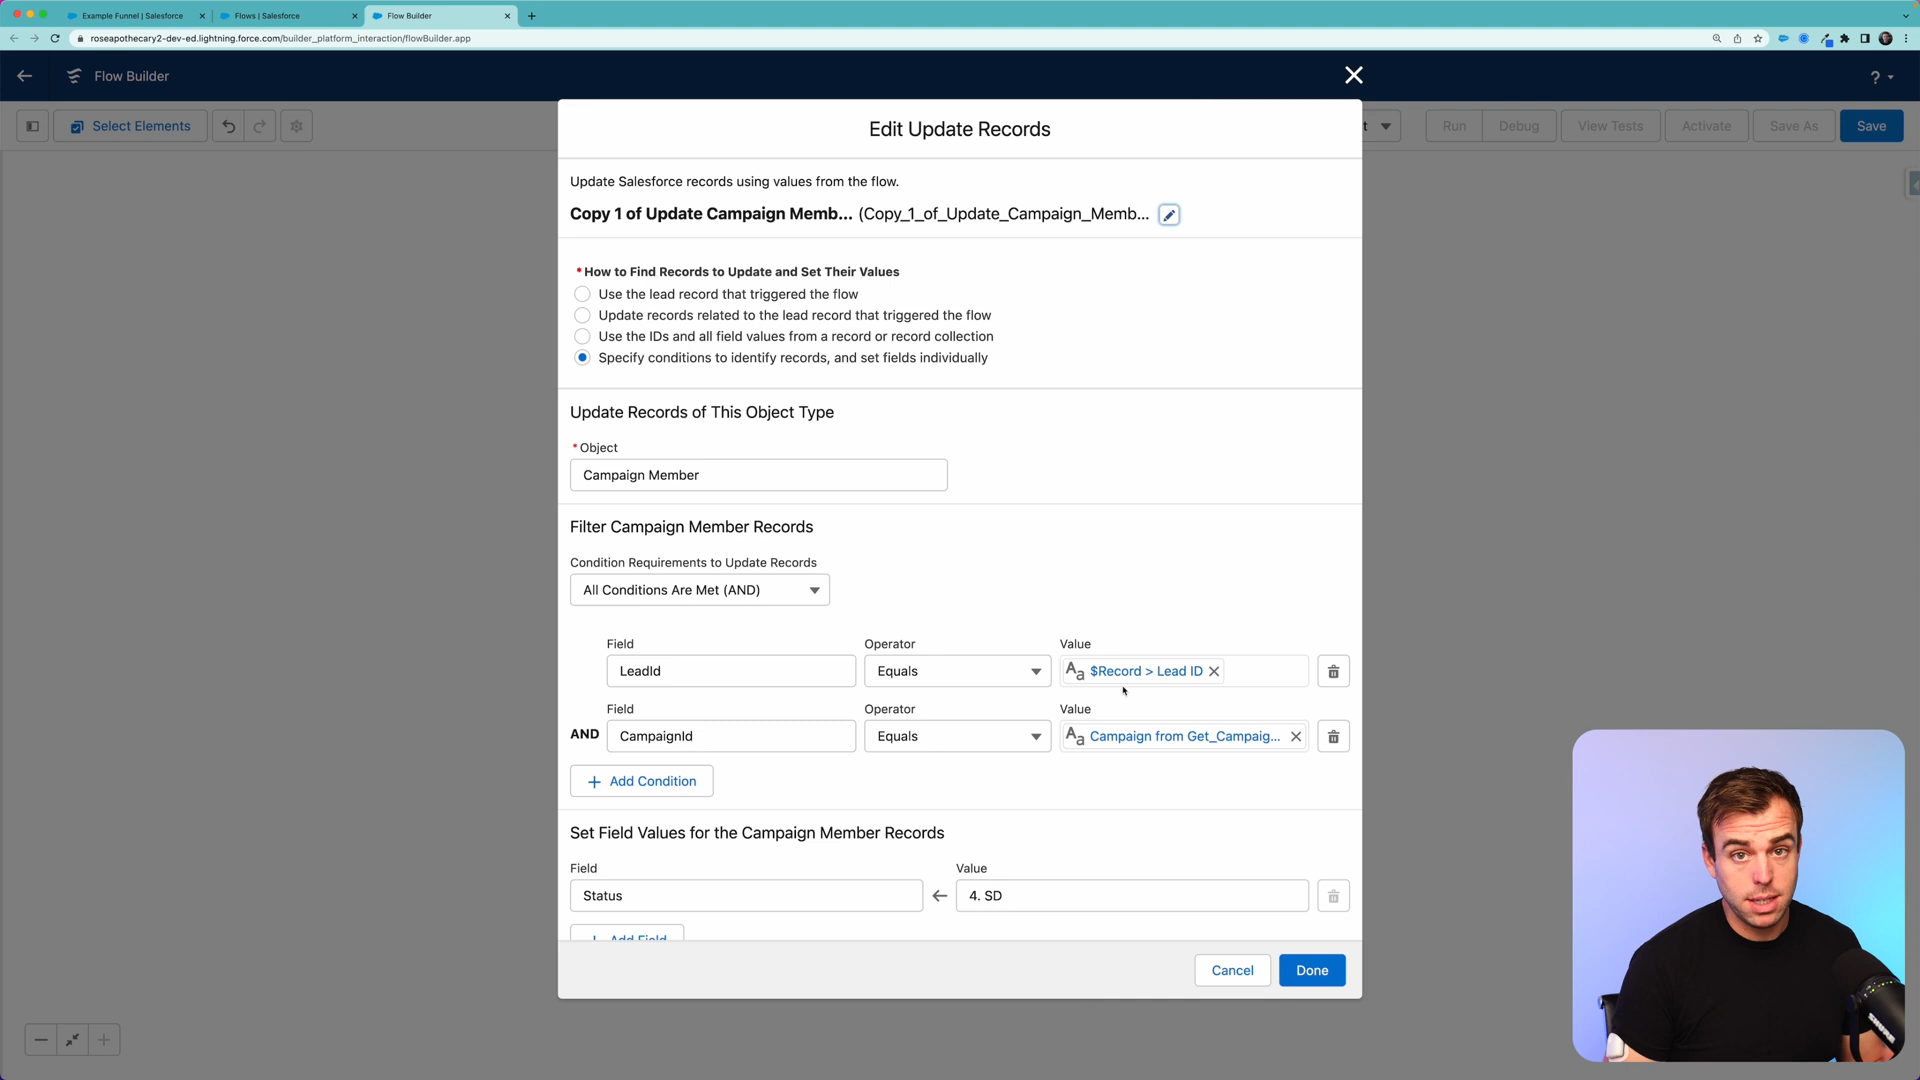 Example Funnel | Salesforce
Flows | Salesforce
Flow Builder
roseapothecary2-dev-ed.lightning.force.com/builder_platform_interaction/flowBuilder.app
Flow Builder
?
Select Elements
t
Run
Debug
View Tests
Activate
Save As
Save
Edit Update Records
Update Salesforce records using values from the flow.
Copy 1 of Update Campaign Memb... (Copy_1_of_Update_Campaign_Memb...
* How to Find Records to Update and Set Their Values
Use the lead record that triggered the flow
Update records related to the lead record that triggered the flow
Use the IDs and all field values from a record or record collection
Specify conditions to identify records, and set fields individually
Update Records of This Object Type
* Object
Campaign Member
Filter Campaign Member Records
Condition Requirements to Update Records
All Conditions Are Met (AND)
Field Operator Value
LeadId Equals Aa $Record > Lead ID
Field Operator Value
AND CampaignId Equals Aa Campaign from Get_Campaig...
+ Add Condition
Set Field Values for the Campaign Member Records
Field Value
Status ← 4. SD
+ Add Field
Cancel
Done